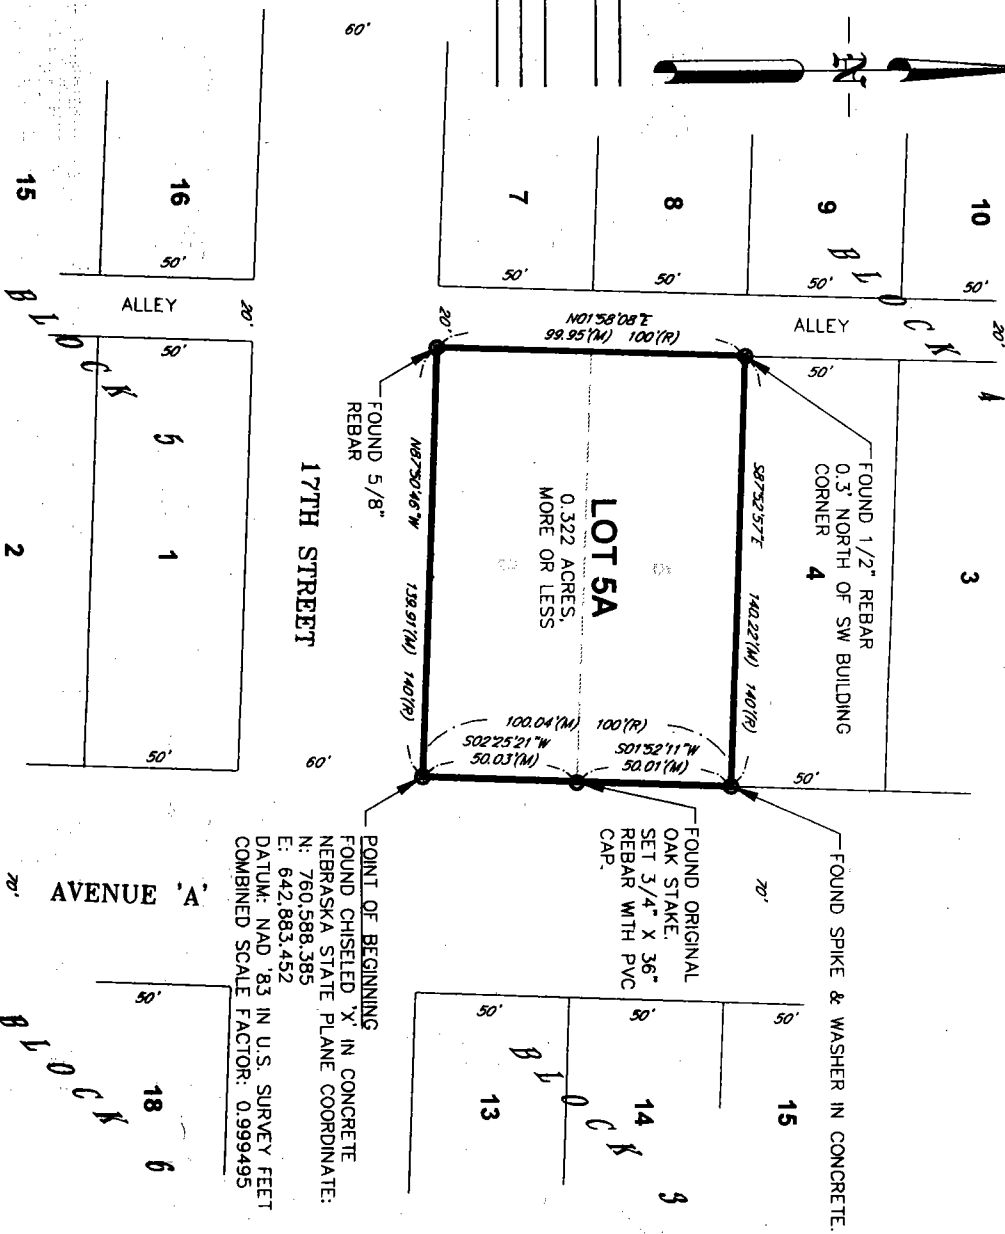 N
60'
10
9
8
7
50'
50'
50'
50'
BLOCK 4
16
15
50'
ALLEY
20'
20'
ALLEY
20'
BLOCK 5
50'
1
2
50'
N01°58'08"E
99.95'(M) 100'(R)
50'
3
4
FOUND 1/2" REBAR
0.3' NORTH OF SW BUILDING
CORNER
FOUND 5/8"
REBAR
S87°52'57"E 140.22'(M) 140'(R)
LOT 5A
0.322 ACRES,
MORE OR LESS
N87°50'46"W 139.91'(M) 140'(R)
17TH STREET
60'
100.04'(M) 100'(R)
S02°25'21"W
50.03'(M)
S01°52'11"W
50.01'(M)
50'
FOUND SPIKE & WASHER IN CONCRETE.
FOUND ORIGINAL
OAK STAKE.
SET 3/4" X 36"
REBAR WITH PVC
CAP.
70'
POINT OF BEGINNING
FOUND CHISELED 'X' IN CONCRETE
NEBRASKA STATE PLANE COORDINATE:
N: 760,588.385
E: 642,883.452
DATUM: NAD '83 IN U.S. SURVEY FEET
COMBINED SCALE FACTOR: 0.999495
AVENUE 'A'
70'
50'
50'
50'
15
14
13
BLOCK 3
50'
18
BLOCK 6